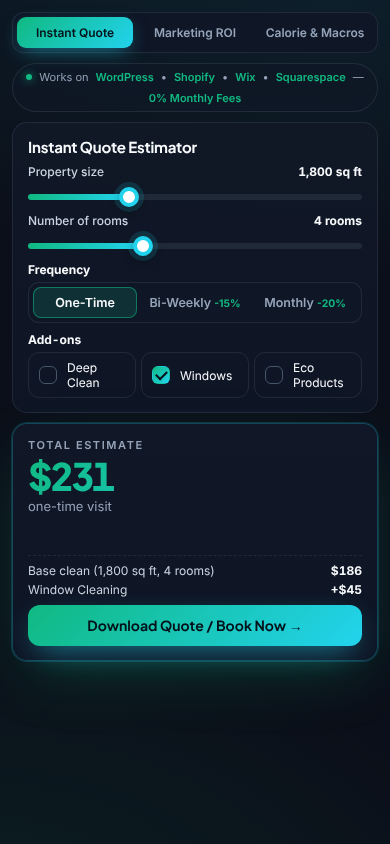 Instant Quote Marketing ROI Calorie & Macros
Works on WordPress • Shopify • Wix • Squarespace —
0% Monthly Fees
Instant Quote Estimator
Property size 1,800 sq ft
Number of rooms 4 rooms
Frequency
One-Time Bi-Weekly -15% Monthly -20%
Add-ons
Deep
Clean
Windows
Eco
Products
TOTAL ESTIMATE
$231
one-time visit
Base clean (1,800 sq ft, 4 rooms) $186
Window Cleaning +$45
Download Quote / Book Now →